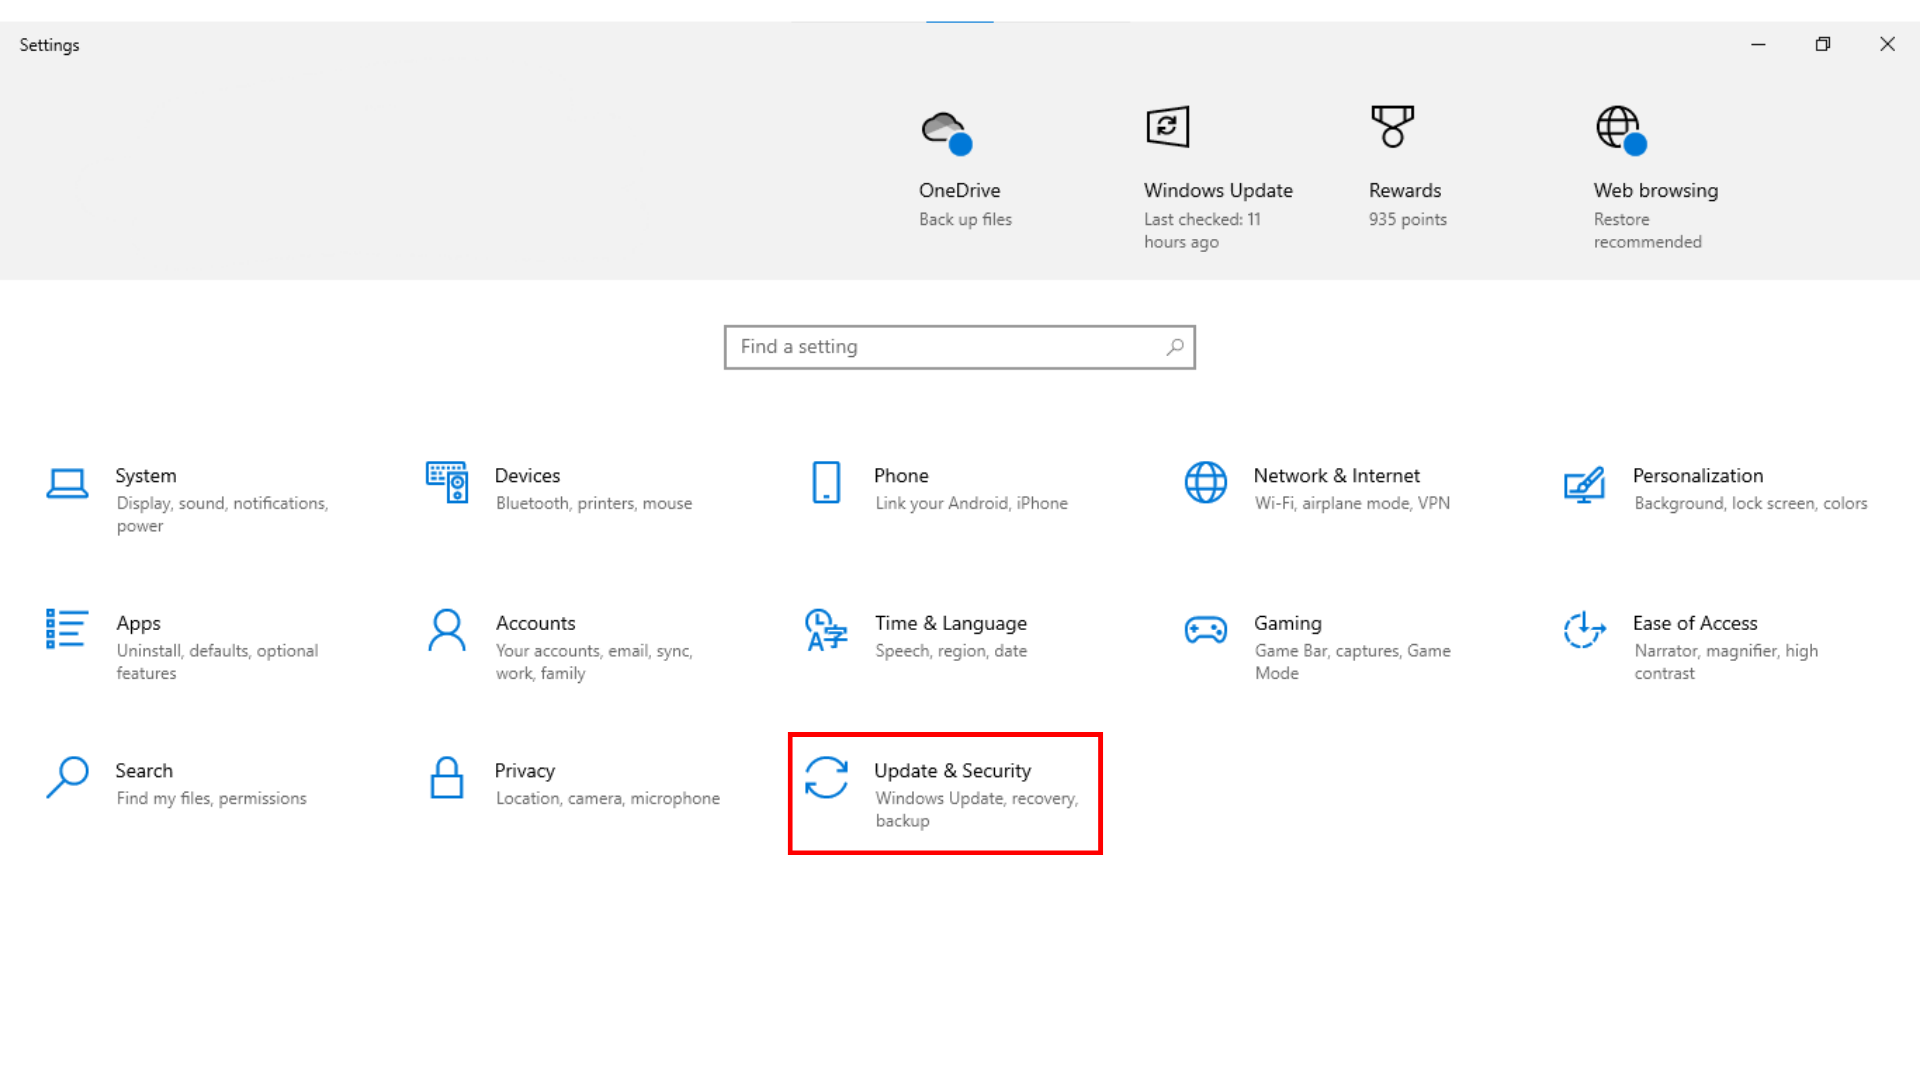 Settings
OneDrive
Back up files
Windows Update
Last checked: 11
hours ago
Rewards
935 points
Web browsing
Restore
recommended
Find a setting
System
Display, sound, notifications,
power
Devices
Bluetooth, printers, mouse
Phone
Link your Android, iPhone
Network & Internet
Wi-Fi, airplane mode, VPN
Personalization
Background, lock screen, colors
Apps
Uninstall, defaults, optional
features
Accounts
Your accounts, email, sync,
work, family
Time & Language
Speech, region, date
Gaming
Game Bar, captures, Game
Mode
Ease of Access
Narrator, magnifier, high
contrast
Search
Find my files, permissions
Privacy
Location, camera, microphone
Update & Security
Windows Update, recovery,
backup